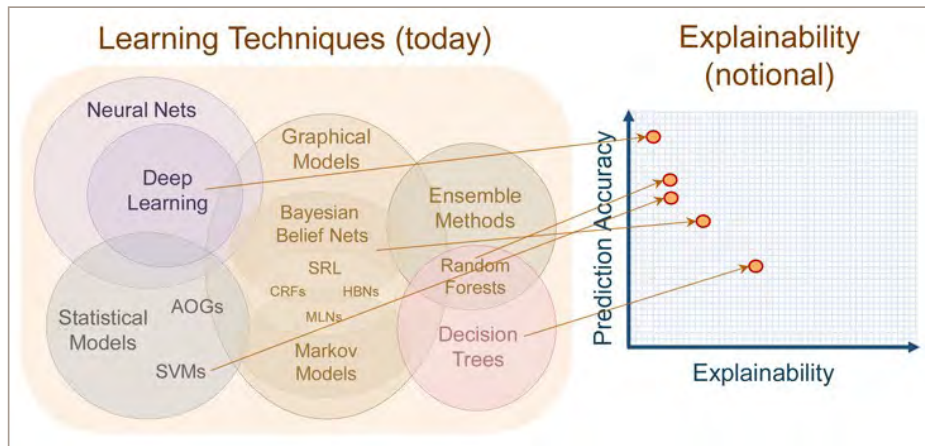 Learning Techniques (today)
Neural Nets
Deep
Learning
Graphical
Models
Bayesian
Belief Nets
SRL
CRFs HBNs
MLNs
Markov
Models
Ensemble
Methods
Random
Forests
Decision
Trees
Statistical
Models
AOGs
SVMs
Explainability
(notional)
Prediction Accuracy
Explainability